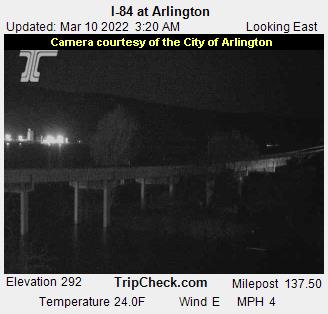 I-84 at Arlington
Updated: Mar 10 2022 3:20 AM Looking East
Camera courtesy of the City of Arlington
Elevation 292 TripCheck.com Milepost 137.50
Temperature 24.0F Wind E MPH 4